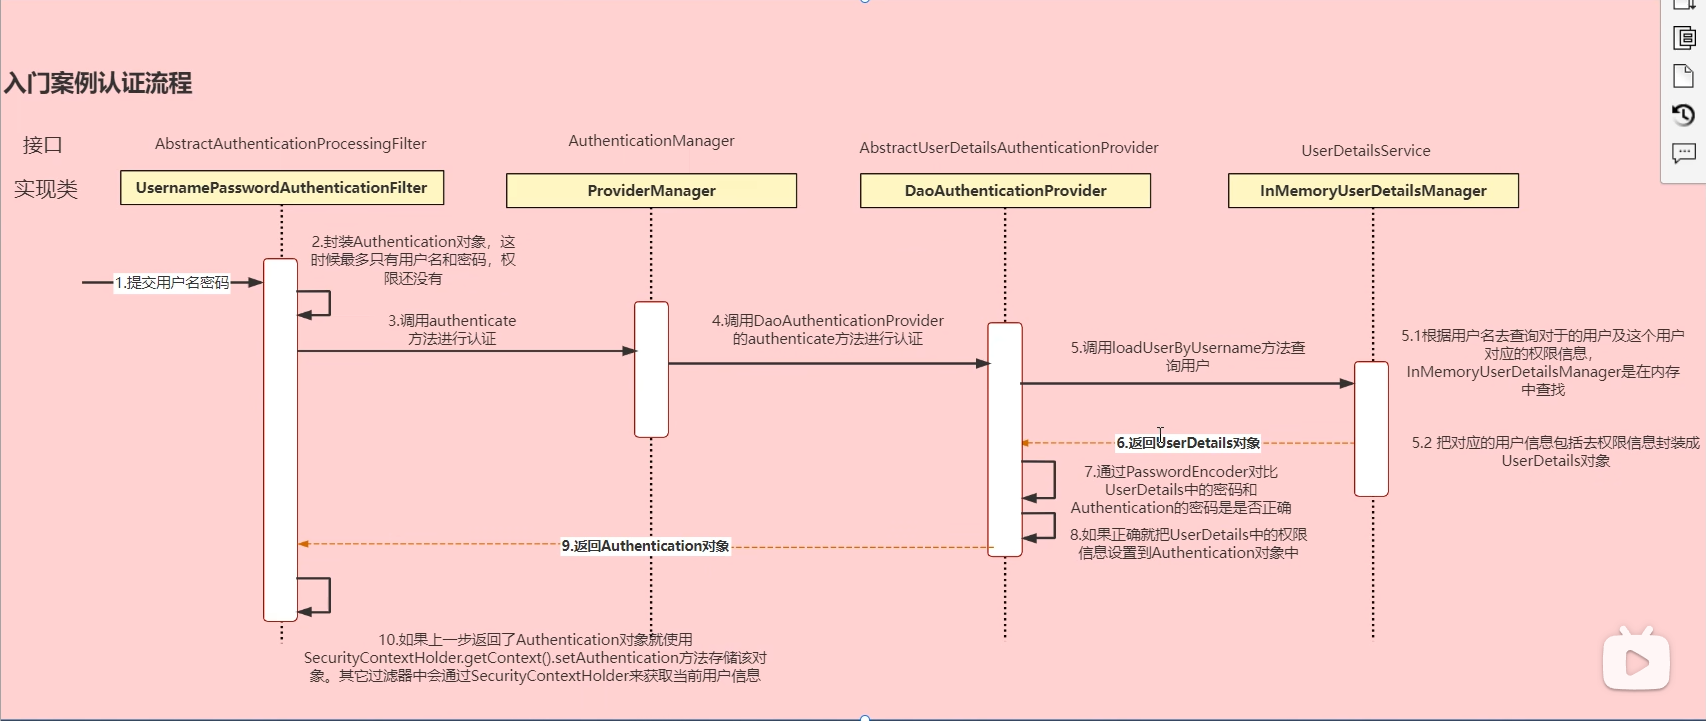 入门案例认证流程
接口
AbstractAuthenticationProcessingFilter
AuthenticationManager
AbstractUserDetailsAuthenticationProvider
UserDetailsService
实现类
UsernamePasswordAuthenticationFilter
ProviderManager
DaoAuthenticationProvider
InMemoryUserDetailsManager
1.提交用户名密码
2.封装Authentication对象，这
时候最多只有用户名和密码，权
限还没有
3.调用authenticate
方法进行认证
4.调用DaoAuthenticationProvider
的authenticate方法进行认证
5.调用loadUserByUsername方法查
询用户
5.1根据用户名去查询对于的用户及这个用户
对应的权限信息，
InMemoryUserDetailsManager是在内存
中查找
5.2 把对应的用户信息包括去权限信息封装成
UserDetails对象
6.返回UserDetails对象
7.通过PasswordEncoder对比
UserDetails中的密码和
Authentication的密码是是否正确
8.如果正确就把UserDetails中的权限
信息设置到Authentication对象中
9.返回Authentication对象
10.如果上一步返回了Authentication对象就使用
SecurityContextHolder.getContext().setAuthentication方法存储该对
象。其它过滤器中会通过SecurityContextHolder来获取当前用户信息